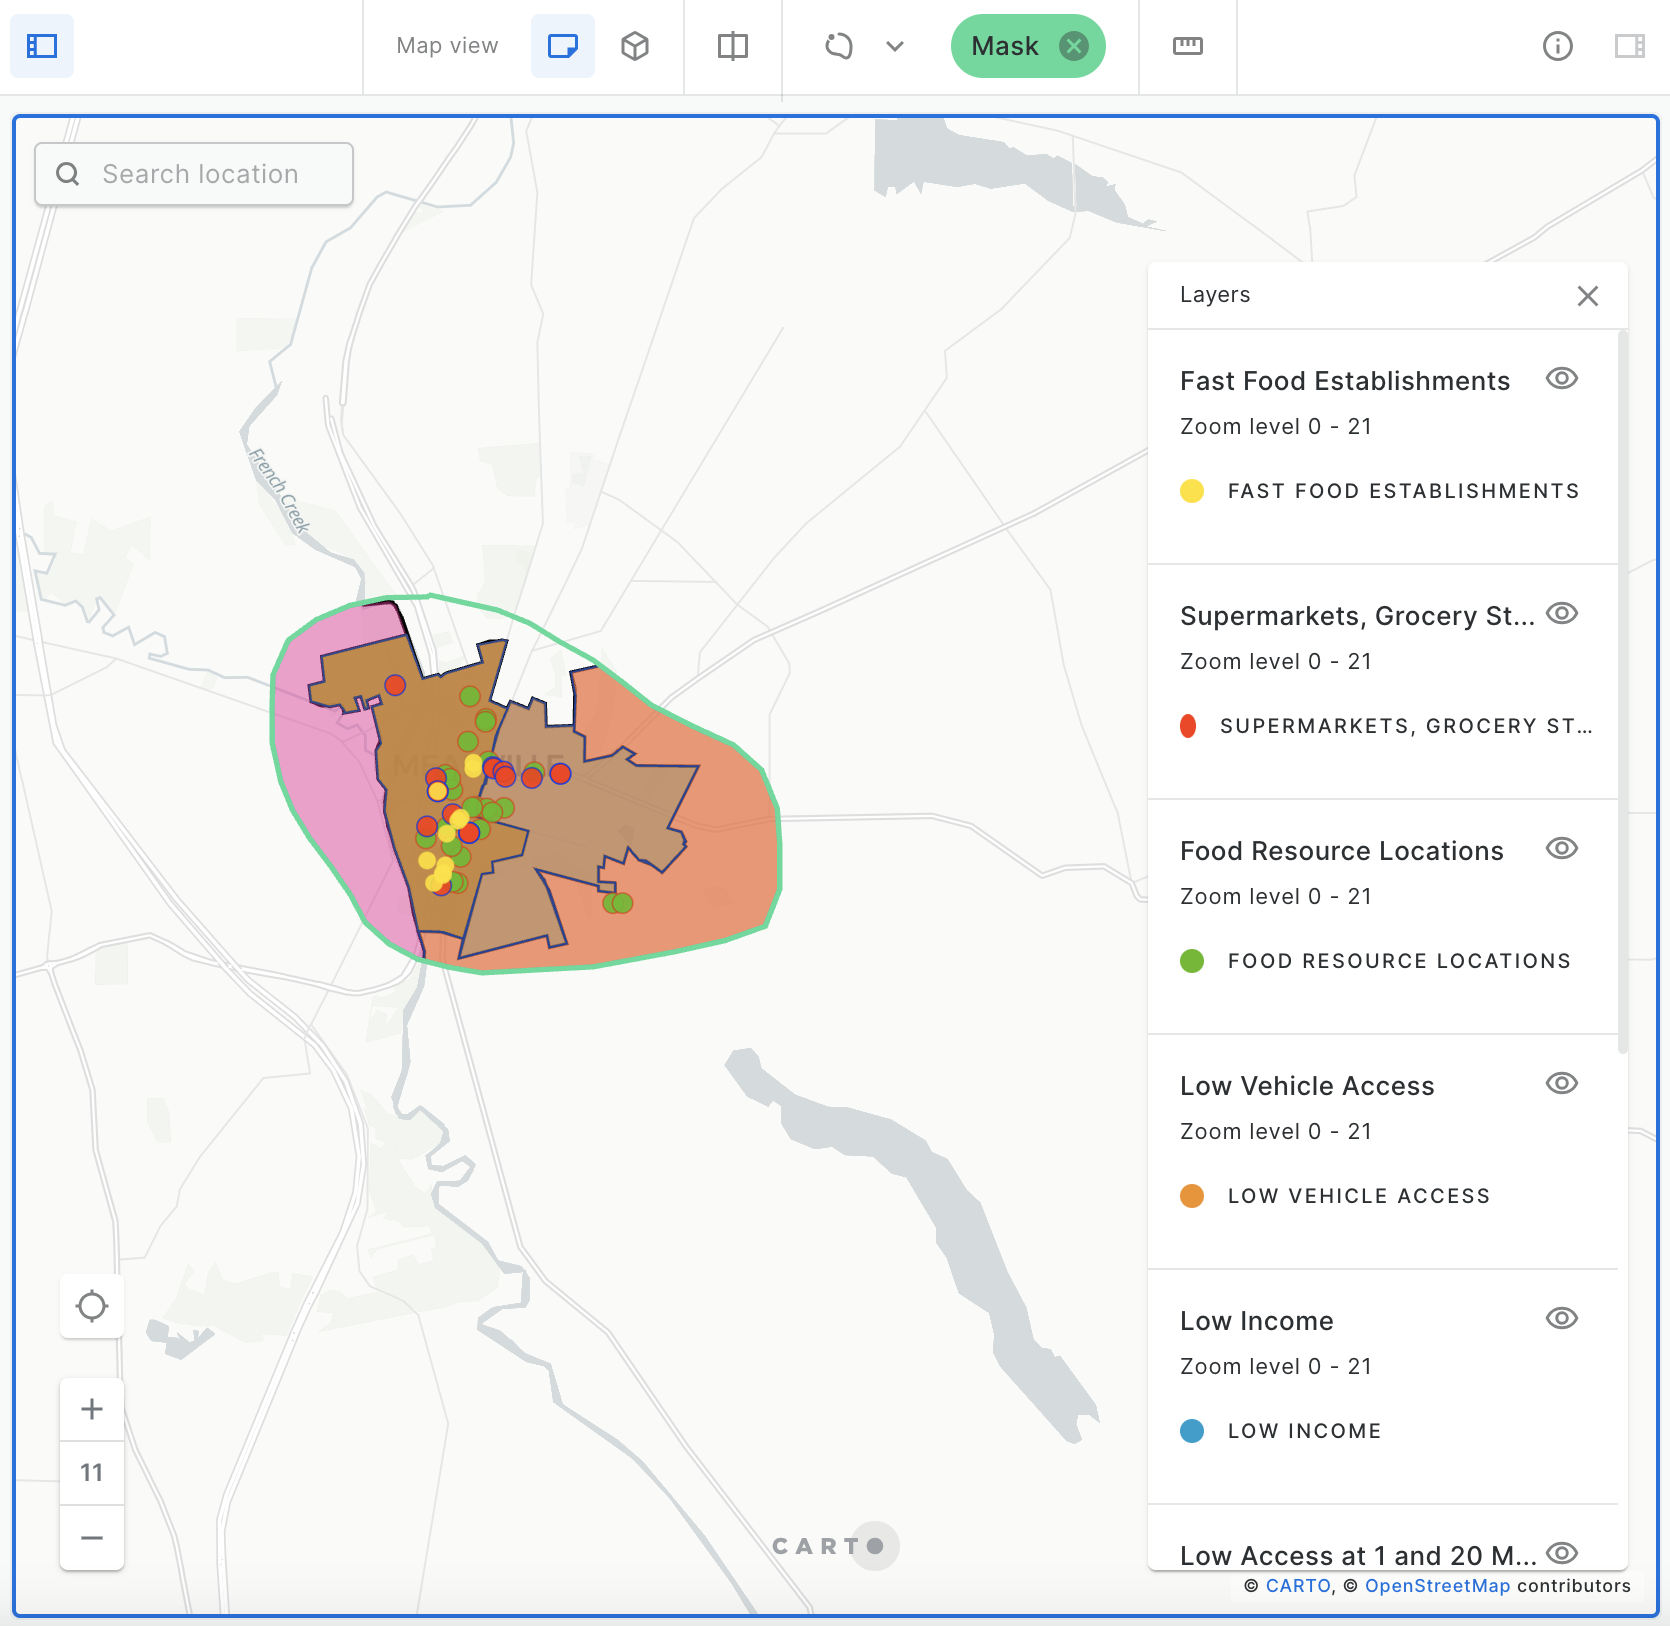 Map view
Mask
Search location
French Creek
MEADVILLE
Layers
Fast Food Establishments
Zoom level 0 - 21
FAST FOOD ESTABLISHMENTS
Supermarkets, Grocery St...
Zoom level 0 - 21
SUPERMARKETS, GROCERY ST...
Food Resource Locations
Zoom level 0 - 21
FOOD RESOURCE LOCATIONS
Low Vehicle Access
Zoom level 0 - 21
LOW VEHICLE ACCESS
Low Income
Zoom level 0 - 21
LOW INCOME
Low Access at 1 and 20 M...
11
CARTO
© CARTO, © OpenStreetMap contributors